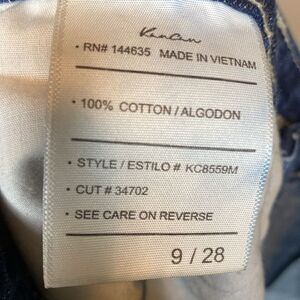 KanCan
• RN# 144635 MADE IN VIETNAM
• 100% COTTON / ALGODON
• STYLE / ESTILO # KC8559M
• CUT # 34702
• SEE CARE ON REVERSE
9 / 28